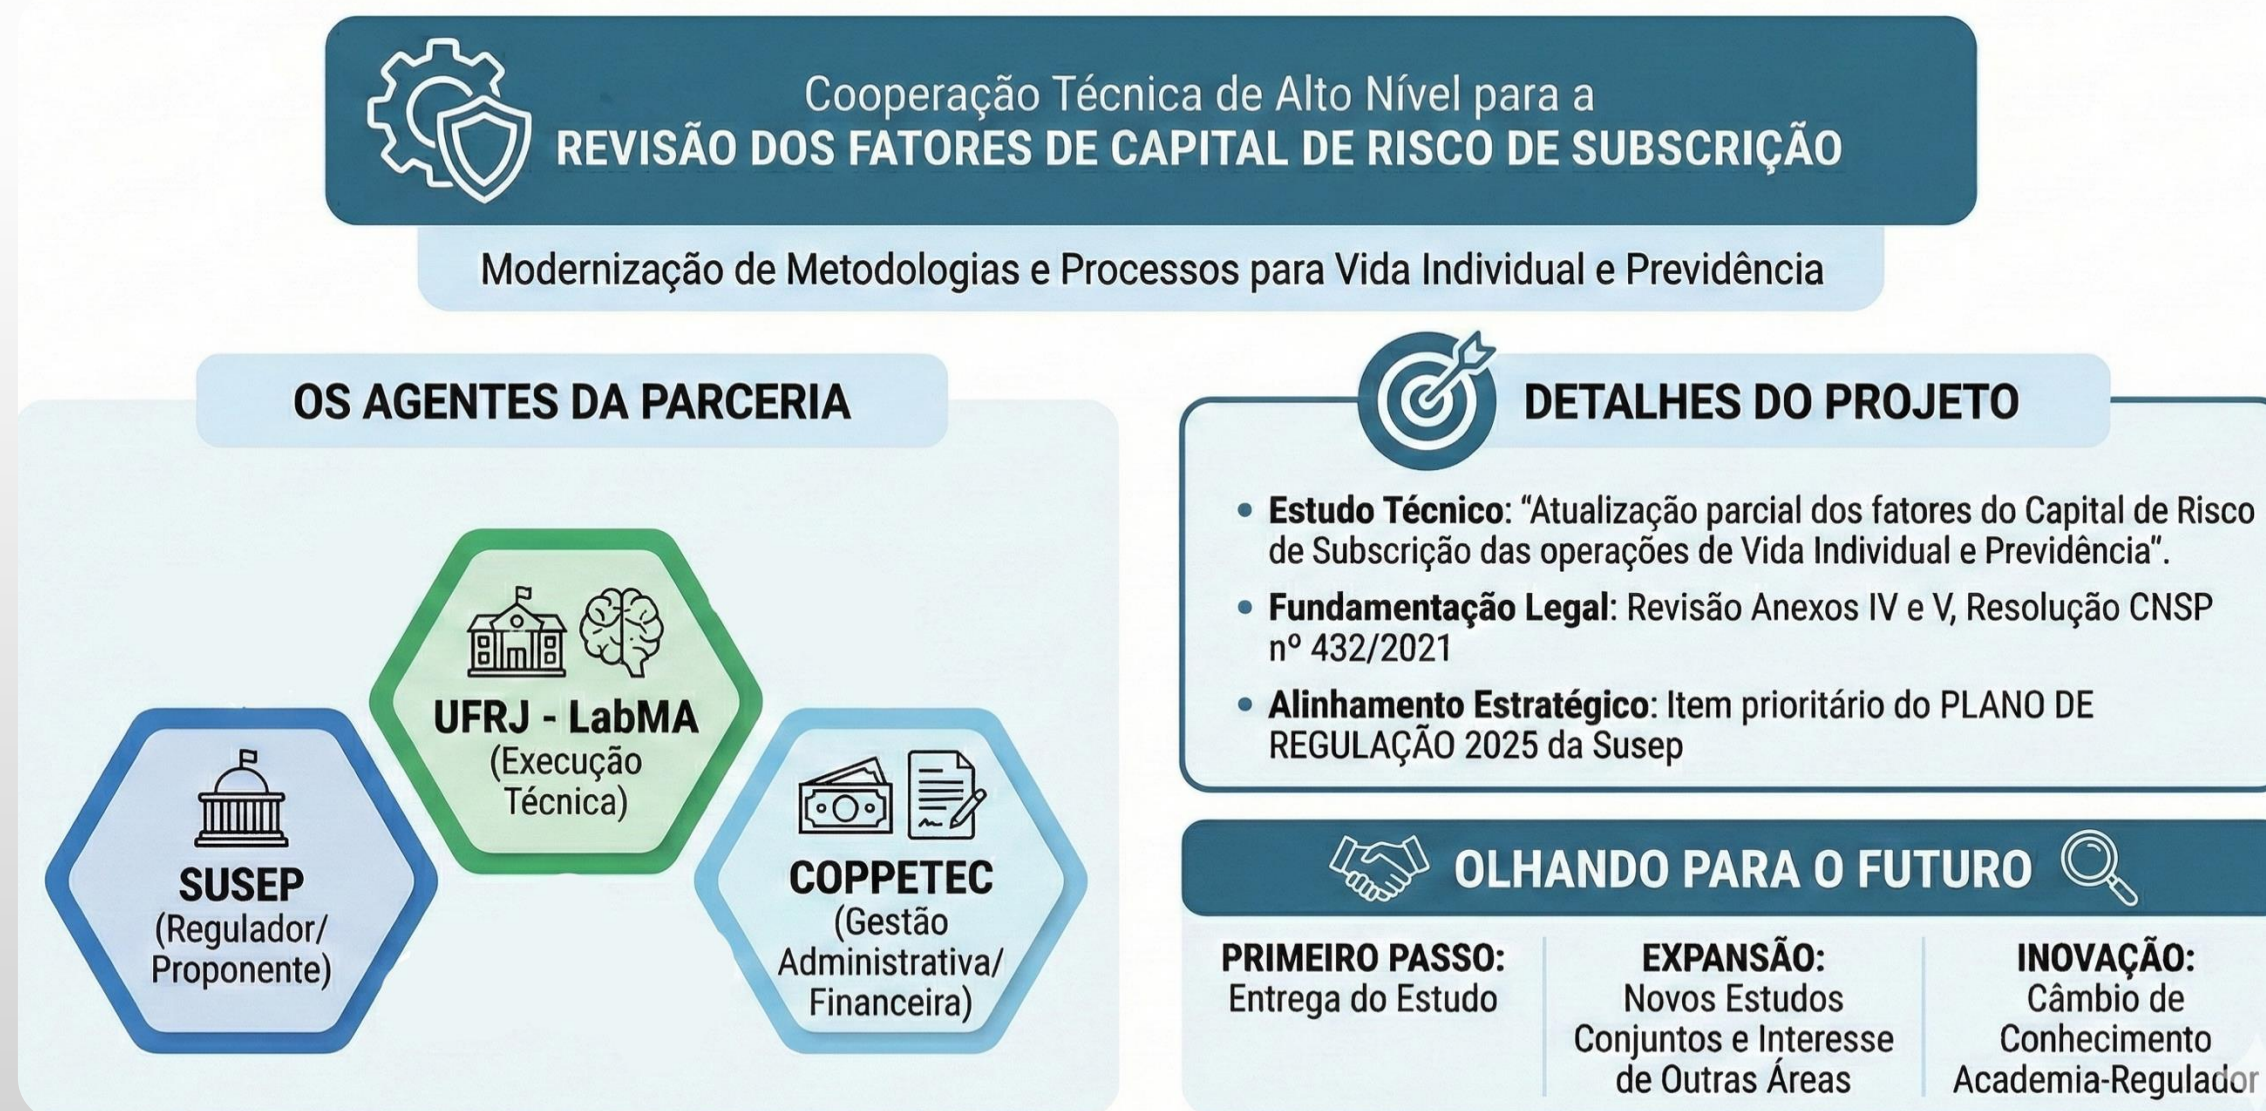 Cooperação Técnica de Alto Nível para a
REVISÃO DOS FATORES DE CAPITAL DE RISCO DE SUBSCRIÇÃO
Modernização de Metodologias e Processos para Vida Individual e Previdência
OS AGENTES DA PARCERIA
UFRJ - LabMA
(Execução
Técnica)
SUSEP
(Regulador/
Proponente)
COPPETEC
(Gestão
Administrativa/
Financeira)
DETALHES DO PROJETO
• Estudo Técnico: “Atualização parcial dos fatores do Capital de Risco
de Subscrição das operações de Vida Individual e Previdência”.
• Fundamentação Legal: Revisão Anexos IV e V, Resolução CNSP
nº 432/2021
• Alinhamento Estratégico: Item prioritário do PLANO DE
REGULAÇÃO 2025 da Susep
OLHANDO PARA O FUTURO
PRIMEIRO PASSO:
Entrega do Estudo
EXPANSÃO:
Novos Estudos
Conjuntos e Interesse
de Outras Áreas
INOVAÇÃO:
Câmbio de
Conhecimento
Academia-Regulador